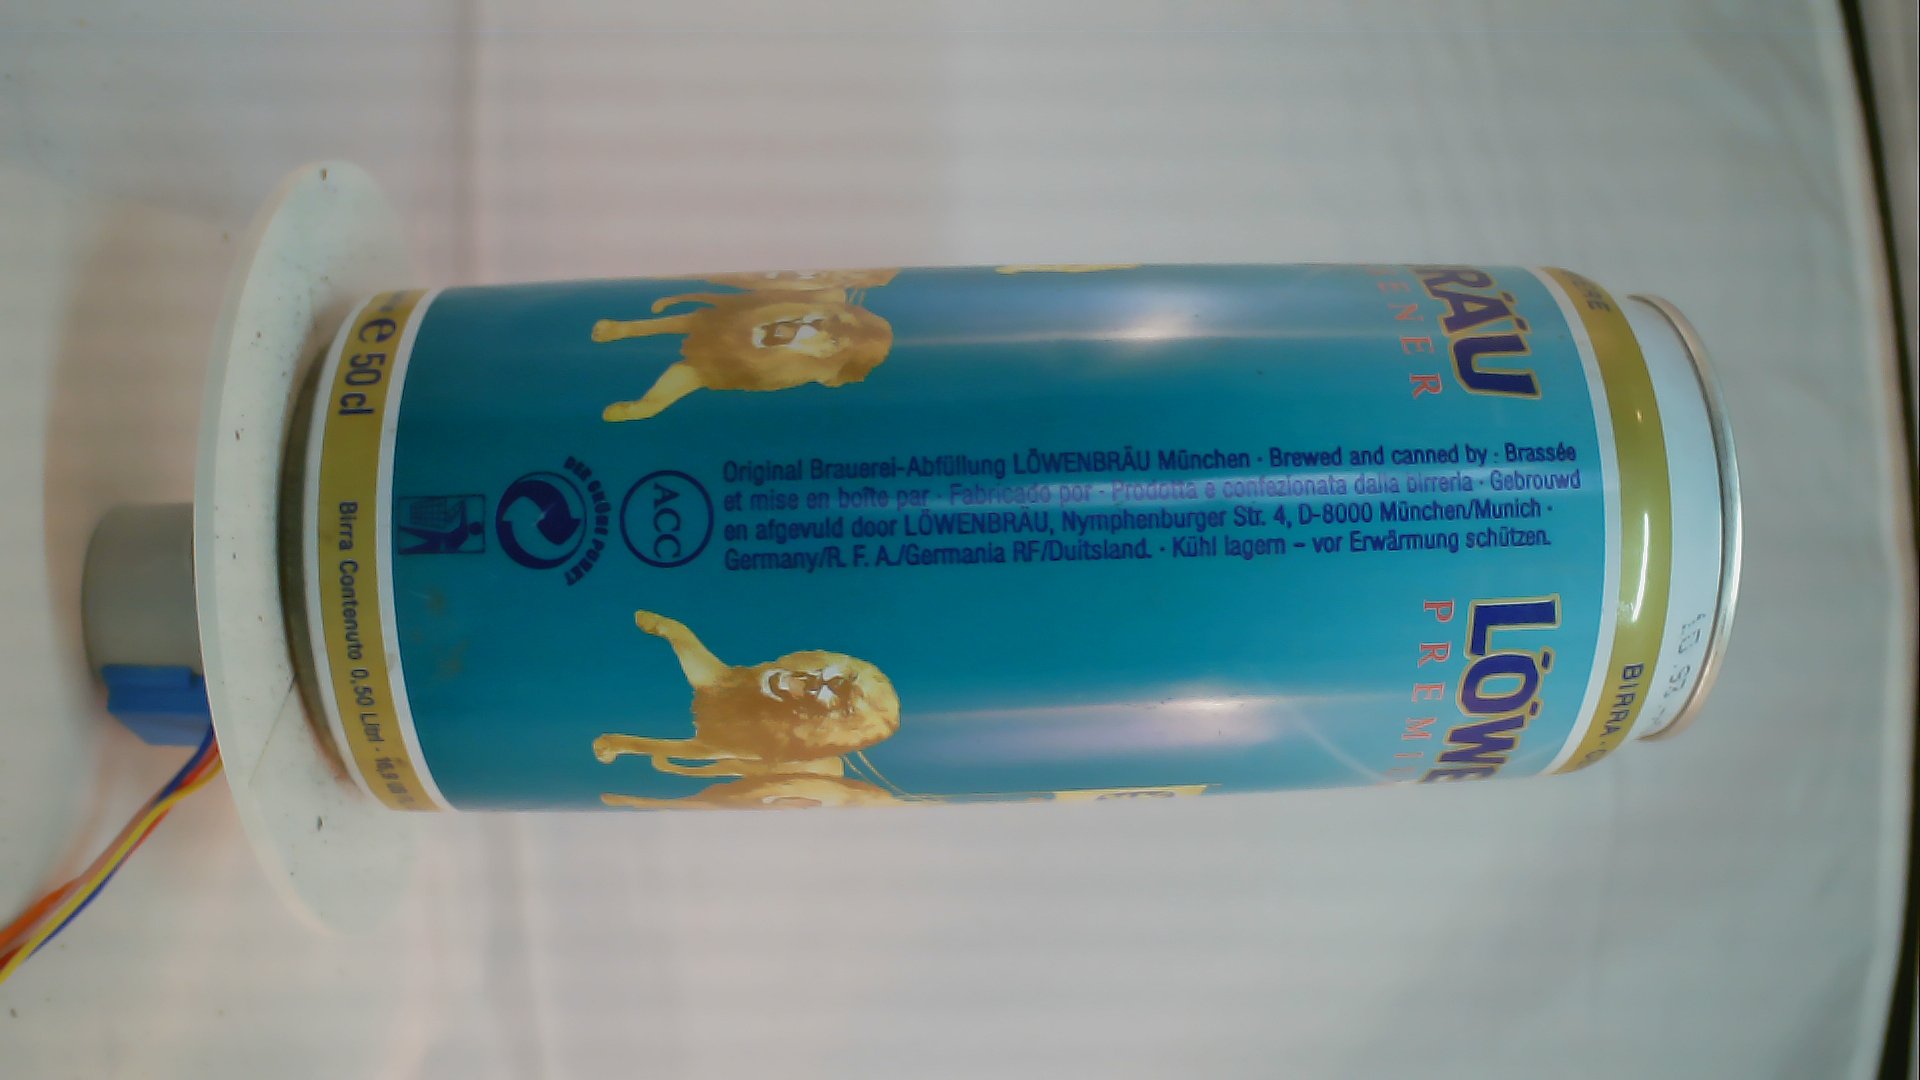 Original Brauerei-Abfüllung LÖWENBRÄU München · Brewed and canned by : Brassée
et mise en boîte par · Fabricado por · Prodotta e confezionata dalla birreria · Gebrouwd
en afgevuld door LÖWENBRÄU, Nymphenburger Str. 4, D-8000 München/Munich ·
Germany/R. F. A./Germania RF/Duitsland. · Kühl lagern – vor Erwärmung schützen.
ACC
DER GRÜNE PUNKT
e 50 cl
Birra Contenuto 0,50 Litri ·
RÄU
ENER
LÖWE
PREMI
BIRRA